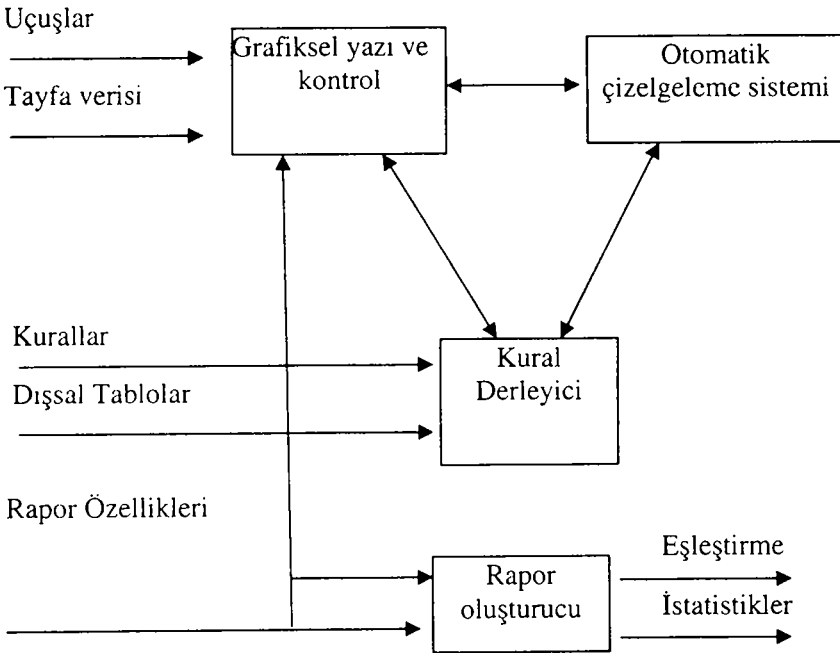 Uçuşlar
Tayfa verisi
Grafiksel yazı ve
kontrol
Otomatik
çizelgeleme sistemi
Kurallar
Dışsal Tablolar
Kural
Derleyici
Rapor Özellikleri
Rapor
oluşturucu
Eşleştirme
İstatistikler